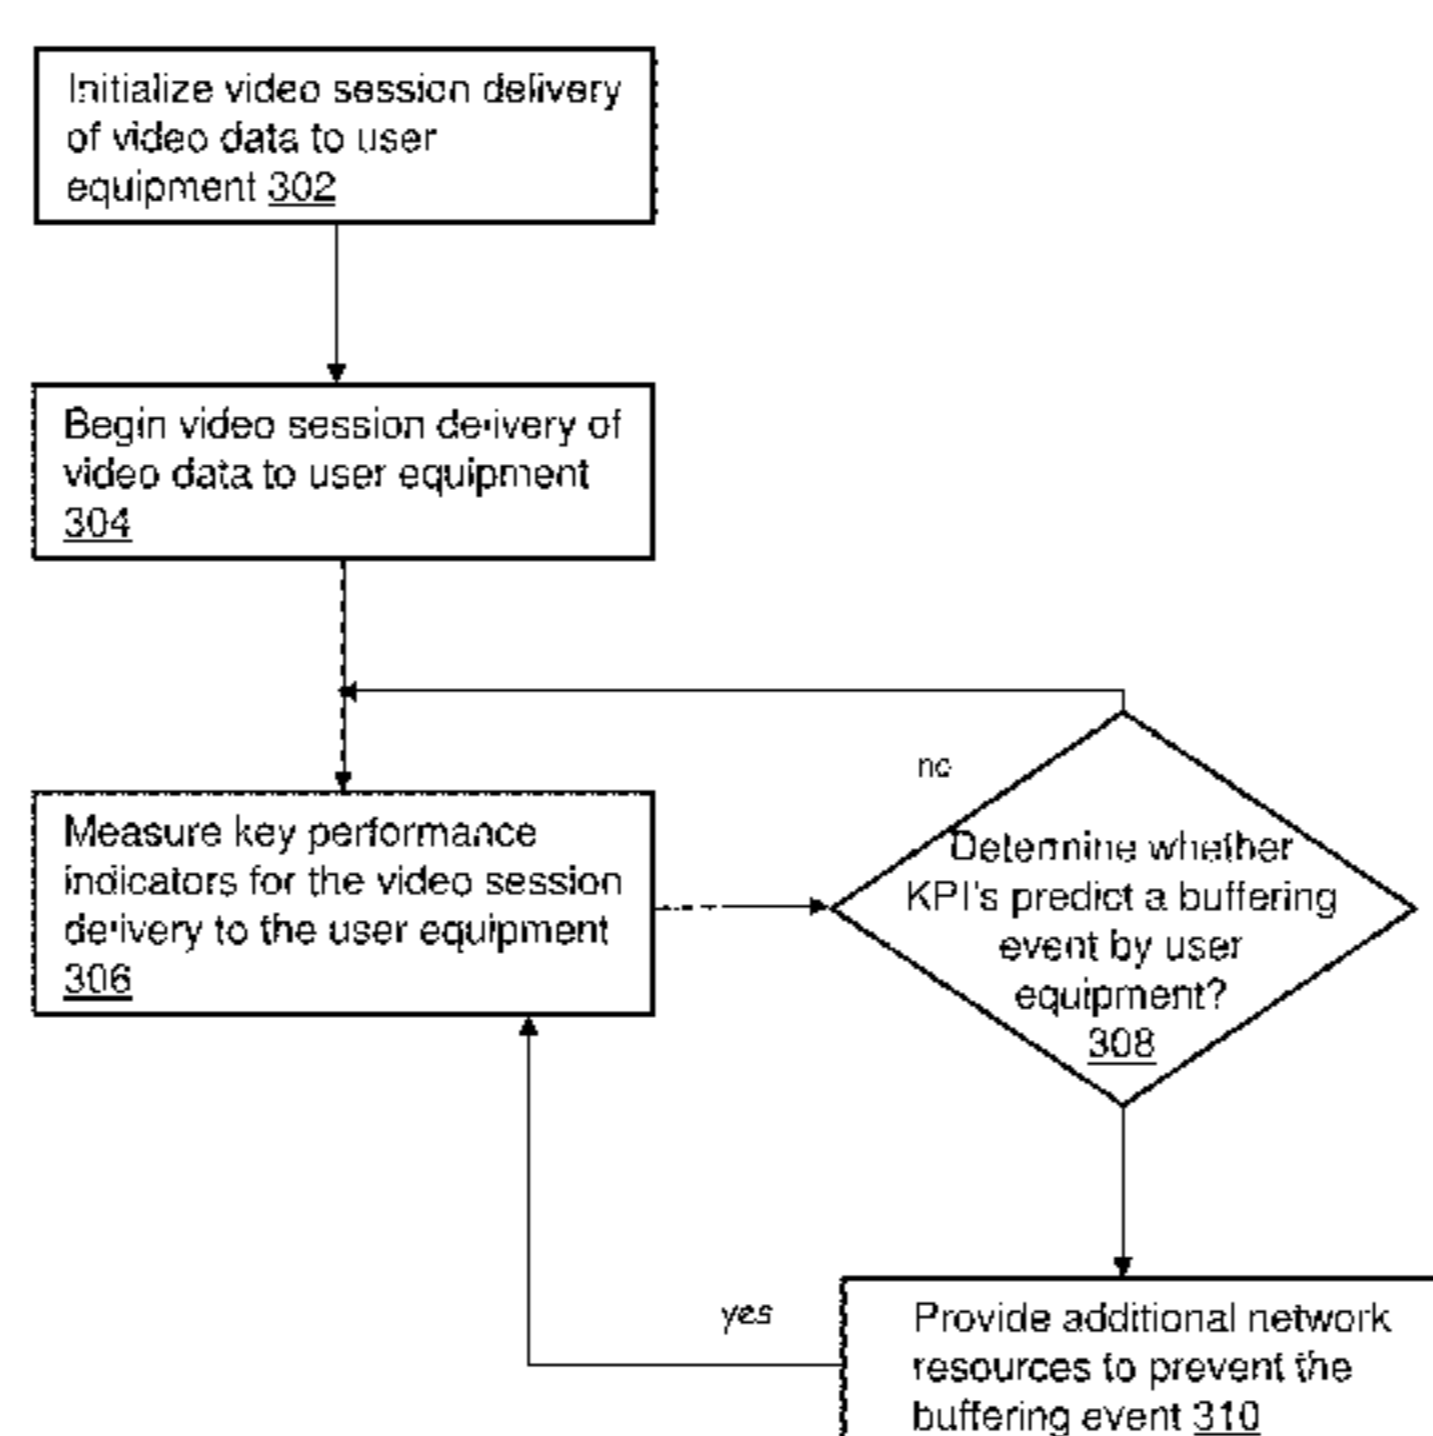 Initialize video session delivery
of video data to user
equipment 302
Begin video session delivery of
video data to user equipment
304
no
Measure key performance
indicators for the video session
delivery to the user equipment
306
Determine whether
KPI's predict a buffering
event by user
equipment?
308
yes
Provide additional network
resources to prevent the
buffering event 310